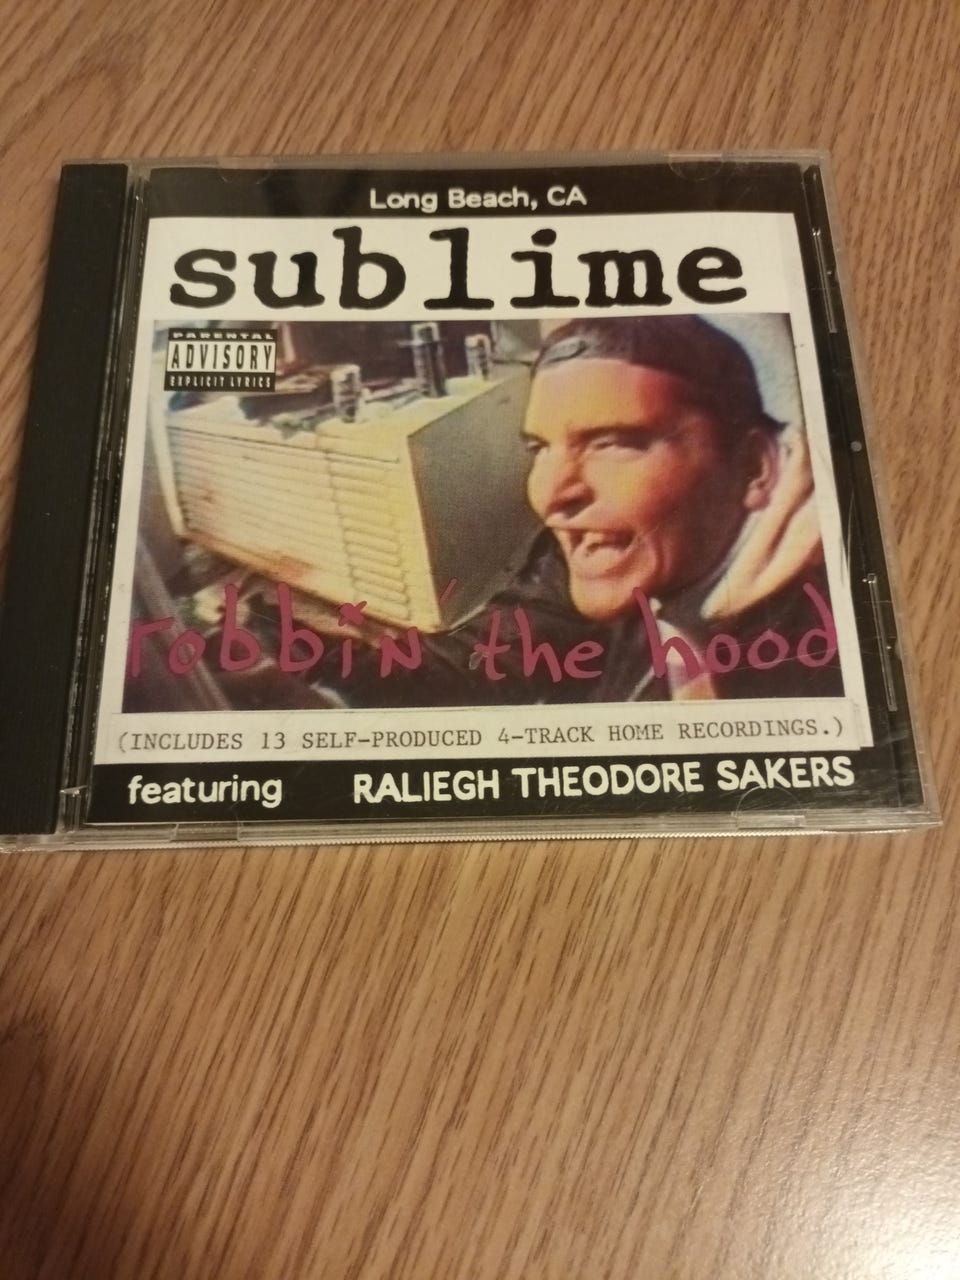 Long Beach, CA
sublime
PARENTAL
ADVISORY
EXPLICIT LYRICS
robbin' the hood
(INCLUDES 13 SELF-PRODUCED 4-TRACK HOME RECORDINGS.)
featuring RALIEGH THEODORE SAKERS